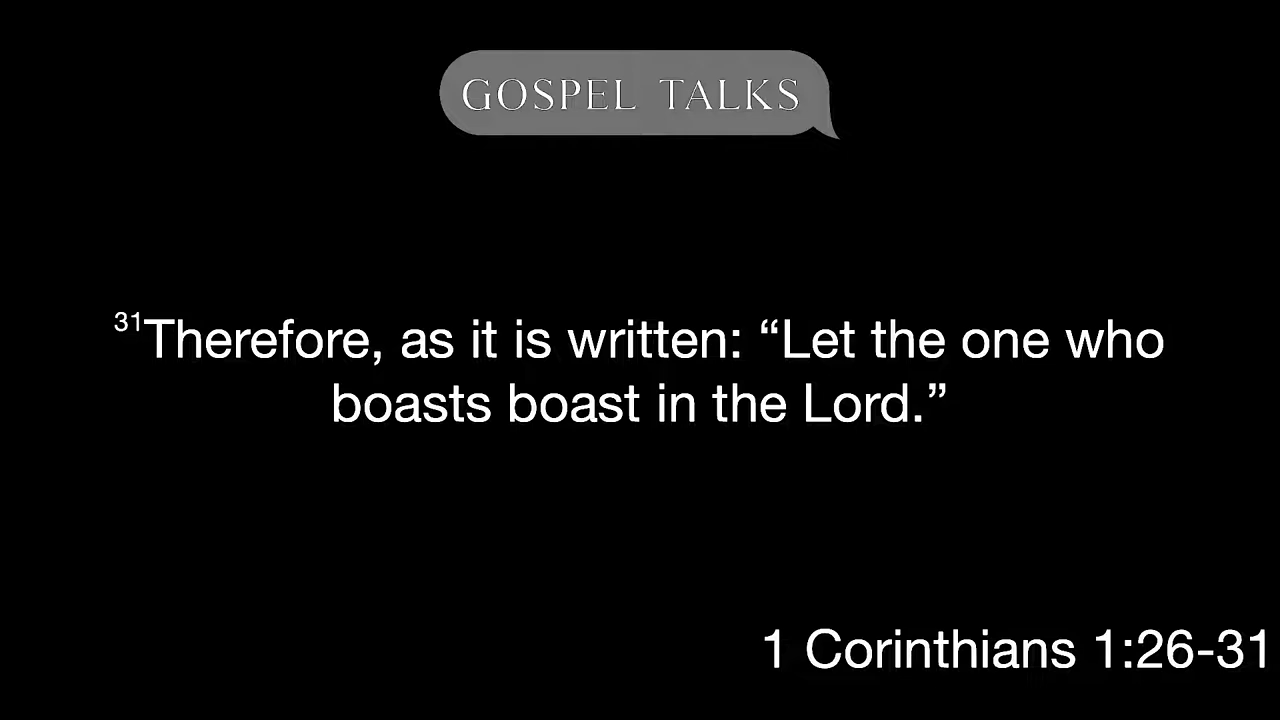 GOSPEL TALKS
31Therefore, as it is written: “Let the one who
boasts boast in the Lord.”
1 Corinthians 1:26-31